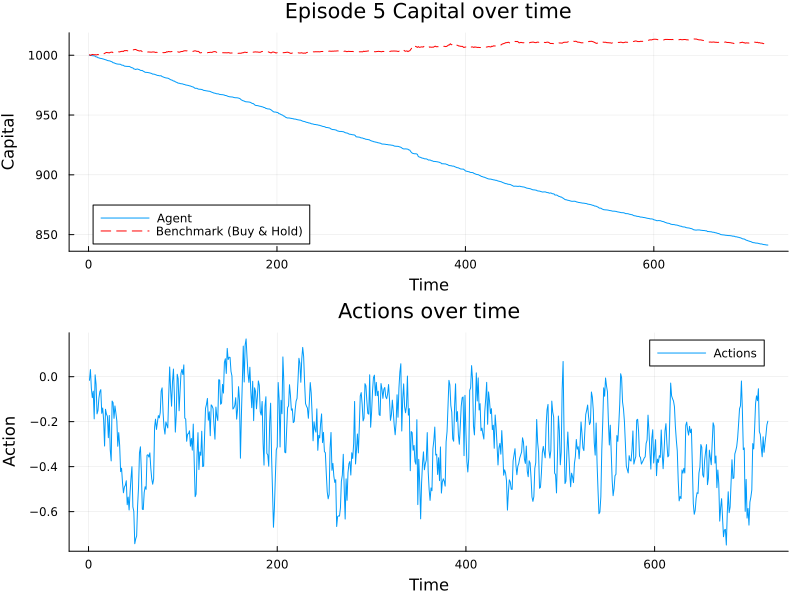 Episode 5 Capital over time
Capital
1000
950
900
850
Agent
Benchmark (Buy & Hold)
0 200 400 600
Time
Actions over time
Action
0.0
−0.2
−0.4
−0.6
Actions
0 200 400 600
Time